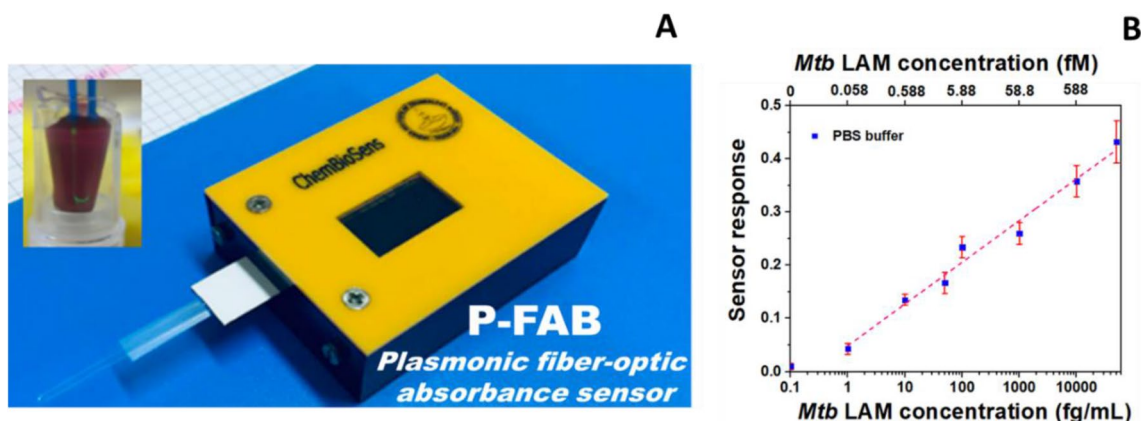 A
ChemBioSens
P-FAB
Plasmonic fiber-optic
absorbance sensor
B
Mtb LAM concentration (fM)
0 0.058 0.588 5.88 58.8 588
0.5
0.4
0.3
0.2
0.1
0.0
PBS buffer
Sensor response
0.1 1 10 100 1000 10000
Mtb LAM concentration (fg/mL)